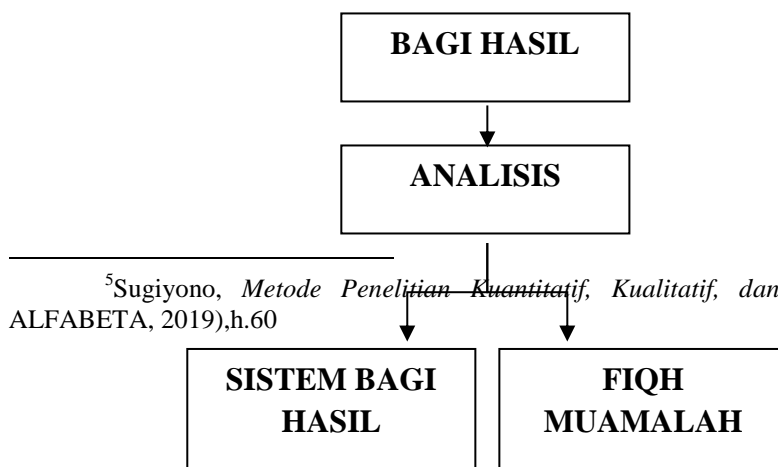 BAGI HASIL
ANALISIS
5Sugiyono, Metode Penelitian Kuantitatif, Kualitatif, dan
ALFABETA, 2019),h.60
SISTEM BAGI
HASIL
FIQH
MUAMALAH